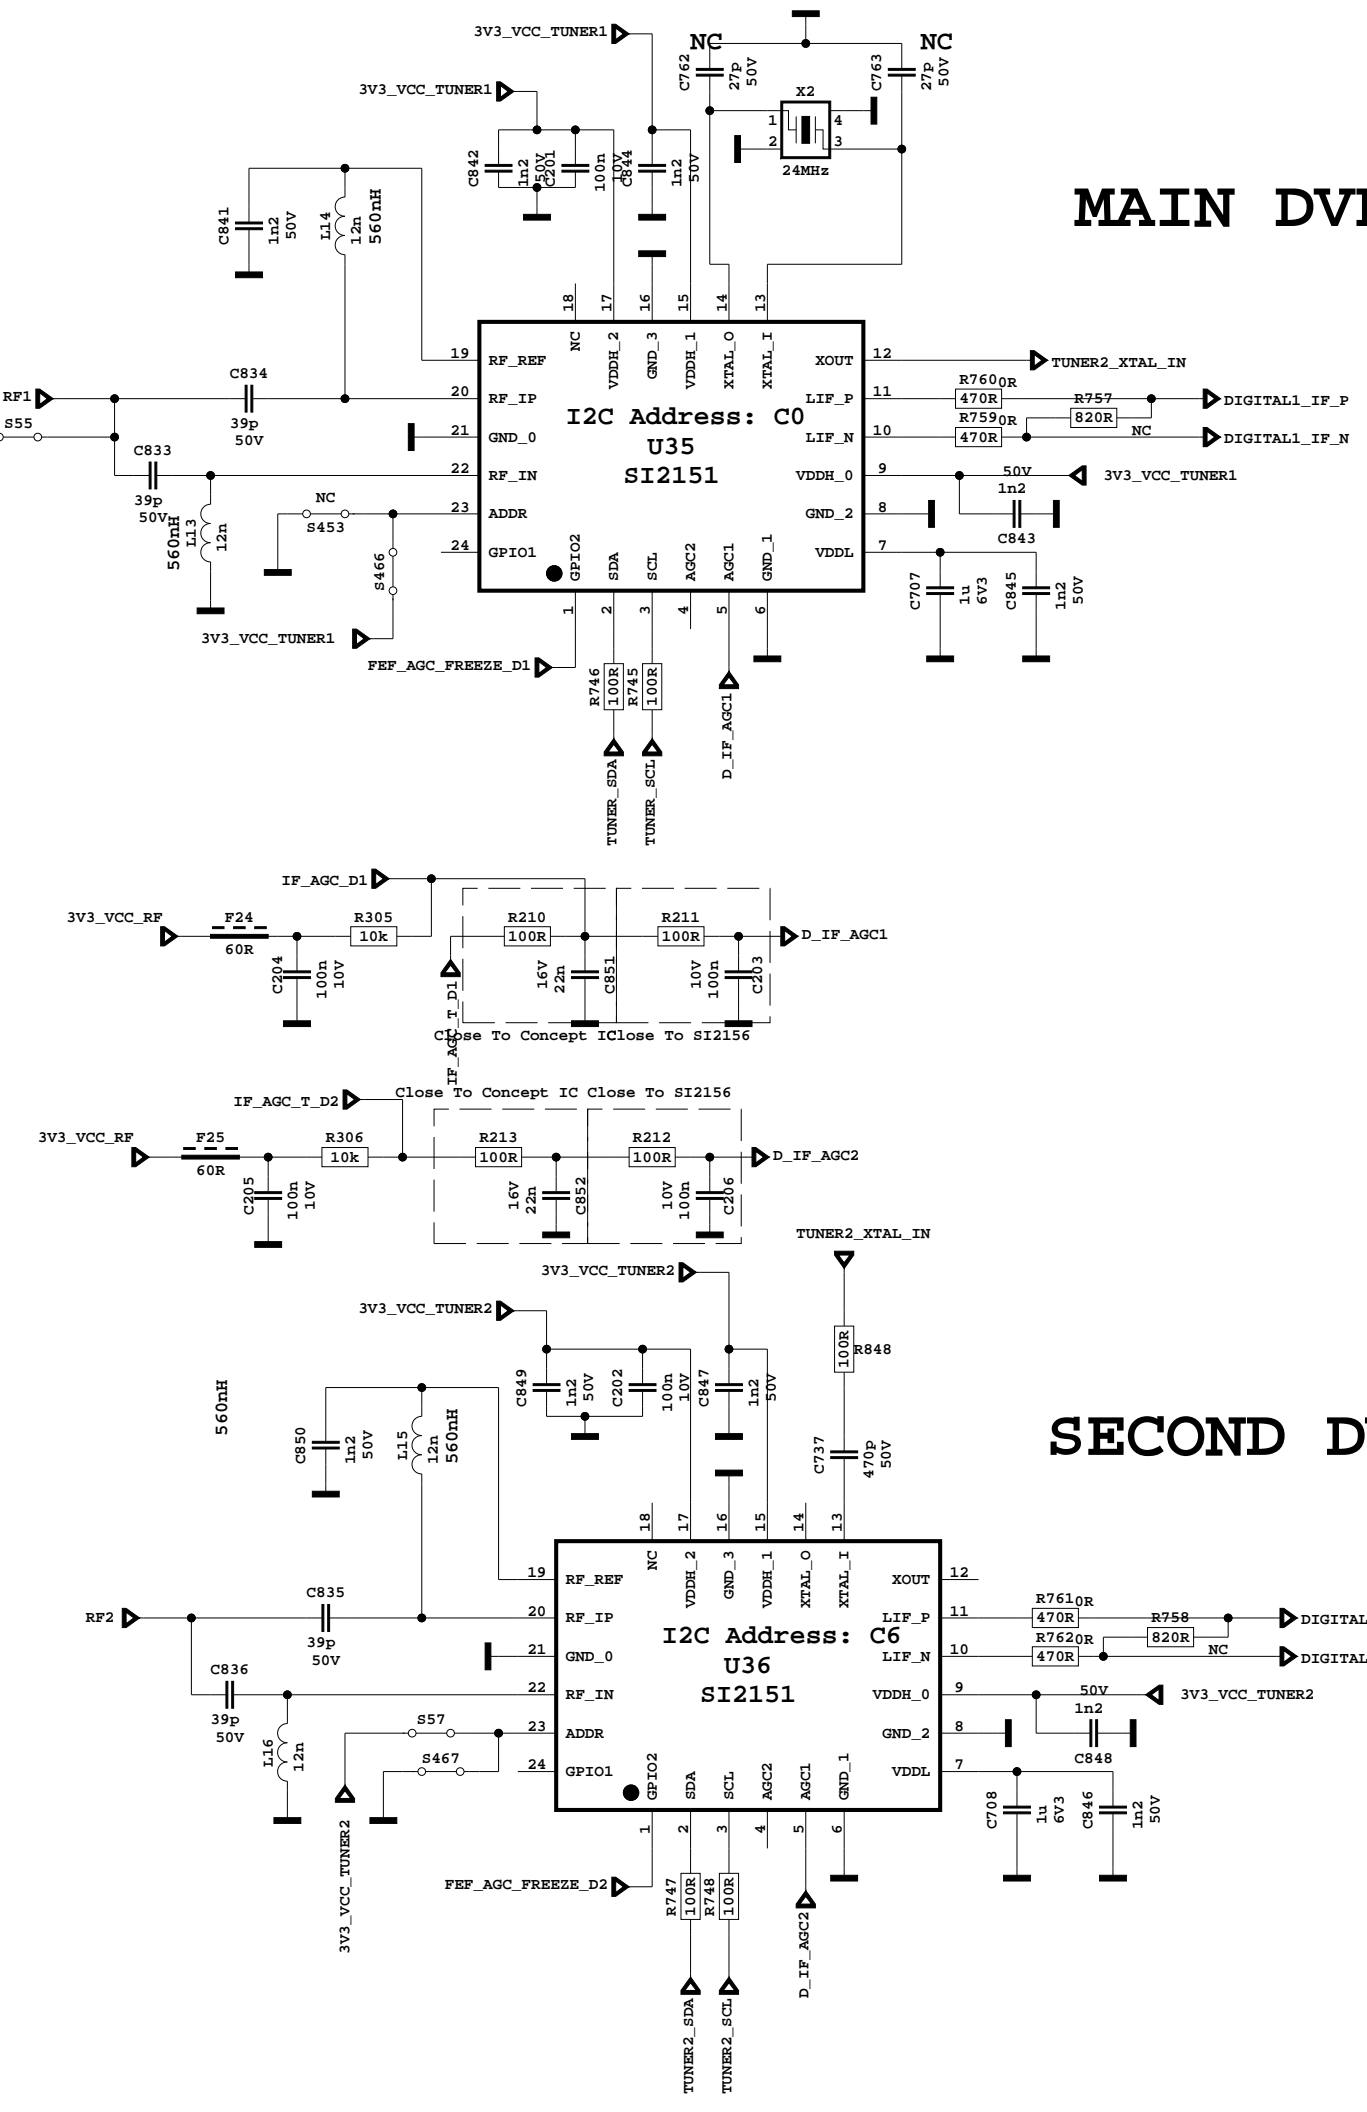 3V3_VCC_TUNER1
NC
NC
C762
27p
50V
C763
27p
50V
3V3_VCC_TUNER1
X2
1
4
2
3
24MHz
C842
1n2
50V
C201
100n
10V
C844
1n2
50V
MAIN DV
C841
1n2
50V
L14
12n
560nH
18
17
16
15
14
13
NC
VDDH_2
GND_3
VDDH_1
XTAL_O
XTAL_I
19
RF_REF
XOUT
12
TUNER2_XTAL_IN
RF1
C834
39p
50V
20
RF_IP
LIF_P
11
R760
0R
470R
R757
820R
DIGITAL1_IF_P
S55
I2C Address: C0
U35
SI2151
21
GND_0
LIF_N
10
R759
0R
470R
NC
DIGITAL1_IF_N
C833
39p
50V
22
RF_IN
VDDH_0
9
50V
1n2
C843
3V3_VCC_TUNER1
560nH
L13
12n
NC
S453
23
ADDR
GND_2
8
S466
24
GPIO1
VDDL
7
GPIO2
SDA
SCL
AGC2
AGC1
GND_1
C707
1u
6V3
C845
1n2
50V
1
2
3
4
5
6
3V3_VCC_TUNER1
FEF_AGC_FREEZE_D1
R746
100R
R745
100R
TUNER_SDA
TUNER_SCL
D_IF_AGC1
IF_AGC_D1
3V3_VCC_RF
F24
60R
R305
10k
R210
100R
R211
100R
D_IF_AGC1
C204
100n
10V
16V
22n
C851
10V
100n
C203
IF_AGC_T_D1
Close To Concept IC
Close To SI2156
Close To Concept IC
Close To SI2156
IF_AGC_T_D2
3V3_VCC_RF
F25
60R
R306
10k
R213
100R
R212
100R
D_IF_AGC2
C205
100n
10V
16V
22n
C852
10V
100n
C206
TUNER2_XTAL_IN
3V3_VCC_TUNER2
3V3_VCC_TUNER2
100R
R848
C849
1n2
50V
C202
100n
10V
C847
1n2
50V
560nH
SECOND D
C850
1n2
50V
L15
12n
560nH
C737
470p
50V
18
17
16
15
14
13
NC
VDDH_2
GND_3
VDDH_1
XTAL_O
XTAL_I
19
RF_REF
XOUT
12
RF2
C835
39p
50V
20
RF_IP
LIF_P
11
R761
0R
470R
R758
820R
DIGITAL
I2C Address: C6
U36
SI2151
21
GND_0
LIF_N
10
R762
0R
470R
NC
DIGITAL
C836
39p
50V
22
RF_IN
VDDH_0
9
50V
1n2
C848
3V3_VCC_TUNER2
L16
12n
S57
23
ADDR
GND_2
8
S467
24
GPIO1
VDDL
7
GPIO2
SDA
SCL
AGC2
AGC1
GND_1
C708
1u
6V3
C846
1n2
50V
1
2
3
4
5
6
3V3_VCC_TUNER2
FEF_AGC_FREEZE_D2
R747
100R
R748
100R
D_IF_AGC2
TUNER2_SDA
TUNER2_SCL